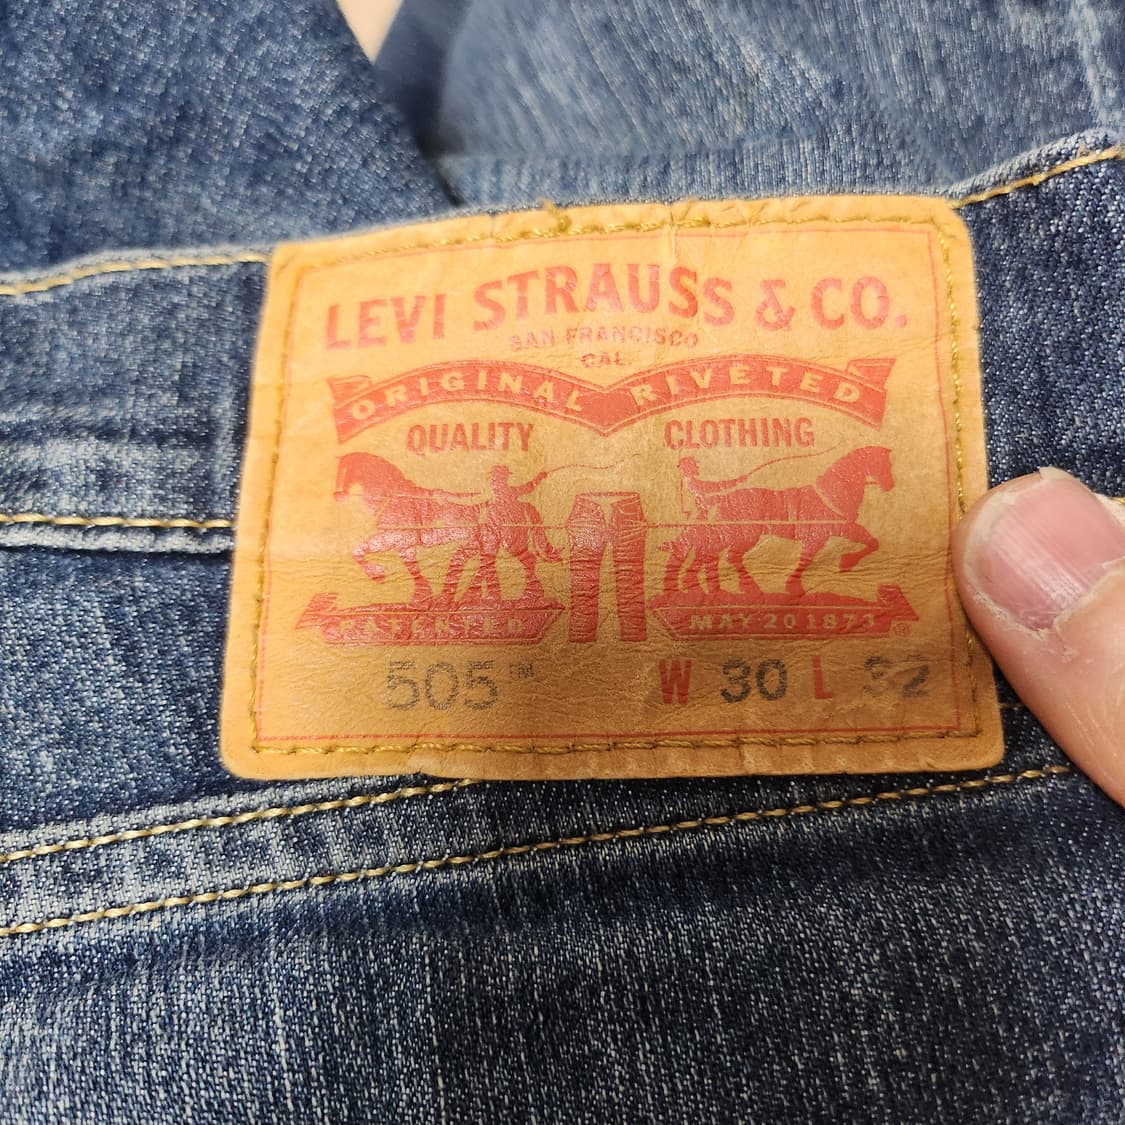 LEVI STRAUSS & CO.
SAN FRANCISCO
CAL.
ORIGINAL RIVETED
QUALITY CLOTHING
PATENTED MAY 20 1873 ®
505™ W 30 L 32